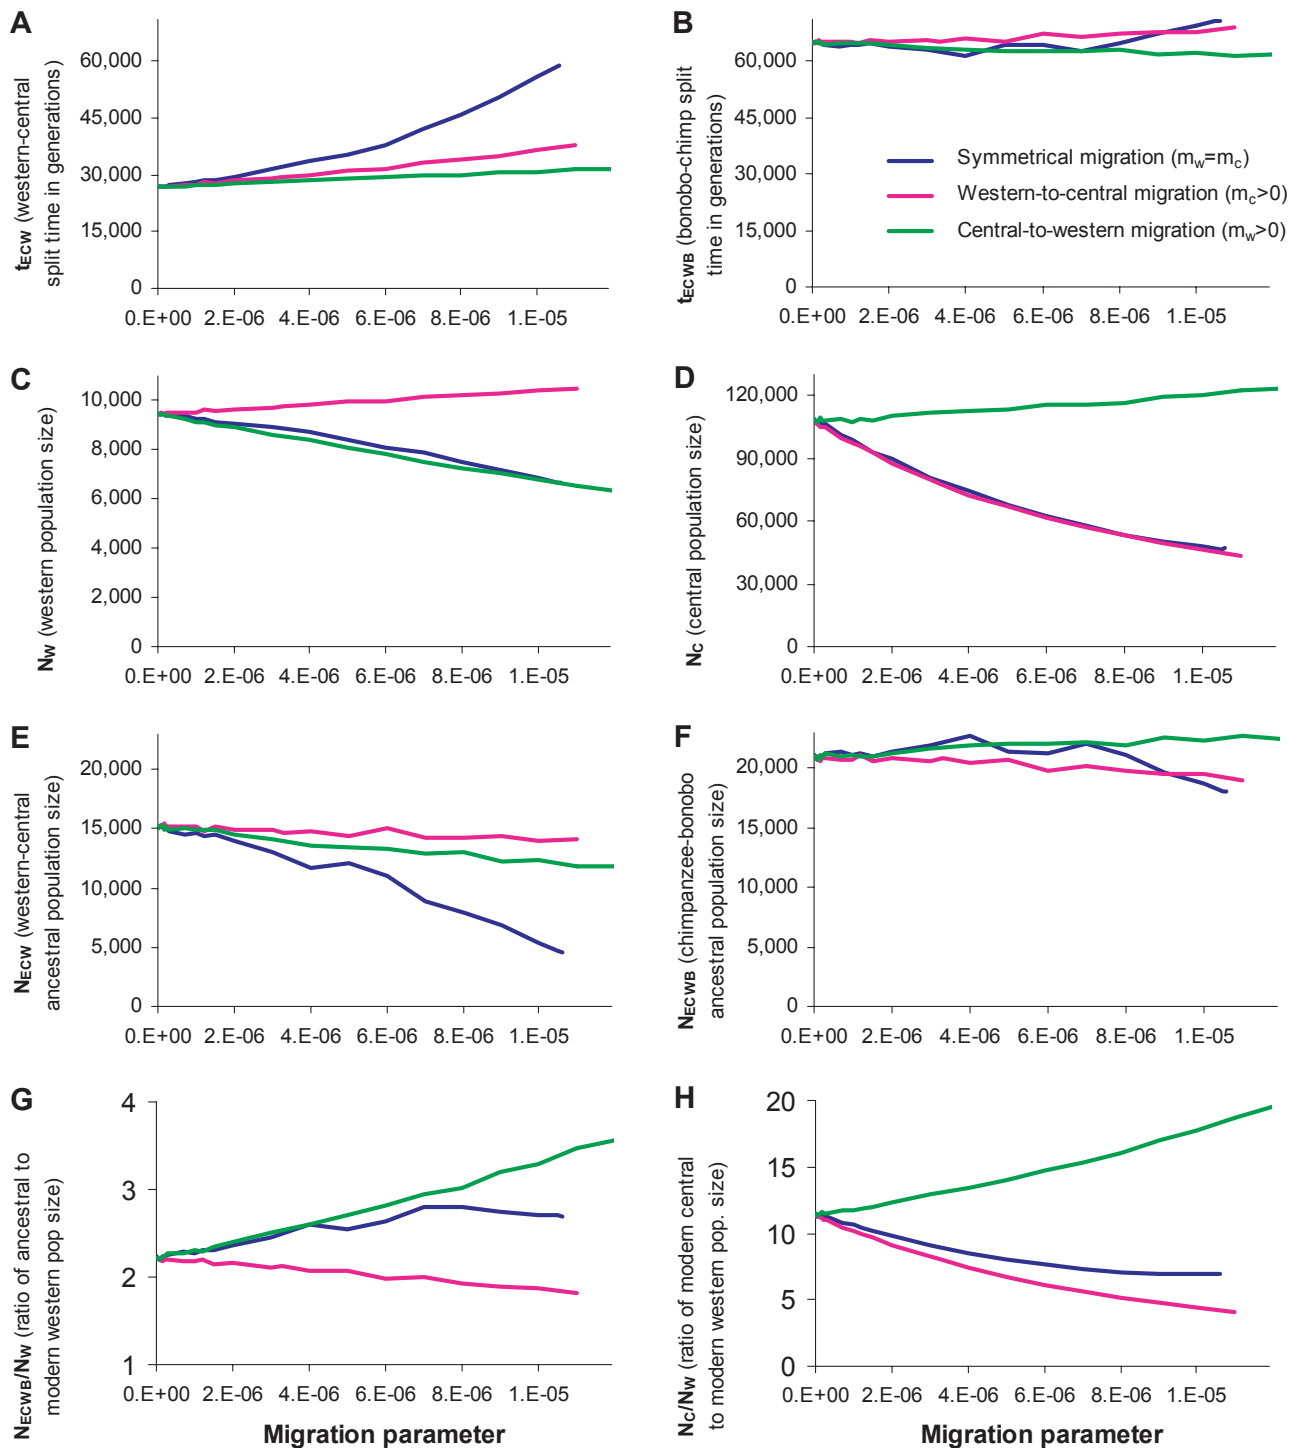 A
tECW (western-central
split time in generations)
60,000
45,000
30,000
15,000
0
0.E+00 2.E-06 4.E-06 6.E-06 8.E-06 1.E-05
B
tECWB (bonobo-chimp split
time in generations)
60,000
45,000
30,000
15,000
0
0.E+00 2.E-06 4.E-06 6.E-06 8.E-06 1.E-05
Symmetrical migration (mw=mc)
Western-to-central migration (mc>0)
Central-to-western migration (mw>0)
C
NW (western population size)
10,000
8,000
6,000
4,000
2,000
0
0.E+00 2.E-06 4.E-06 6.E-06 8.E-06 1.E-05
D
NC (central population size)
120,000
90,000
60,000
30,000
0
0.E+00 2.E-06 4.E-06 6.E-06 8.E-06 1.E-05
E
NECW (western-central
ancestral population size)
20,000
15,000
10,000
5,000
0
0.E+00 2.E-06 4.E-06 6.E-06 8.E-06 1.E-05
F
NECWB (chimpanzee-bonobo
ancestral population size)
20,000
15,000
10,000
5,000
0
0.E+00 2.E-06 4.E-06 6.E-06 8.E-06 1.E-05
G
NECWB/NW (ratio of ancestral to
modern western pop size)
4
3
2
1
0.E+00 2.E-06 4.E-06 6.E-06 8.E-06 1.E-05
Migration parameter
H
NC/NW (ratio of modern central
to modern western pop. size)
20
15
10
5
0
0.E+00 2.E-06 4.E-06 6.E-06 8.E-06 1.E-05
Migration parameter